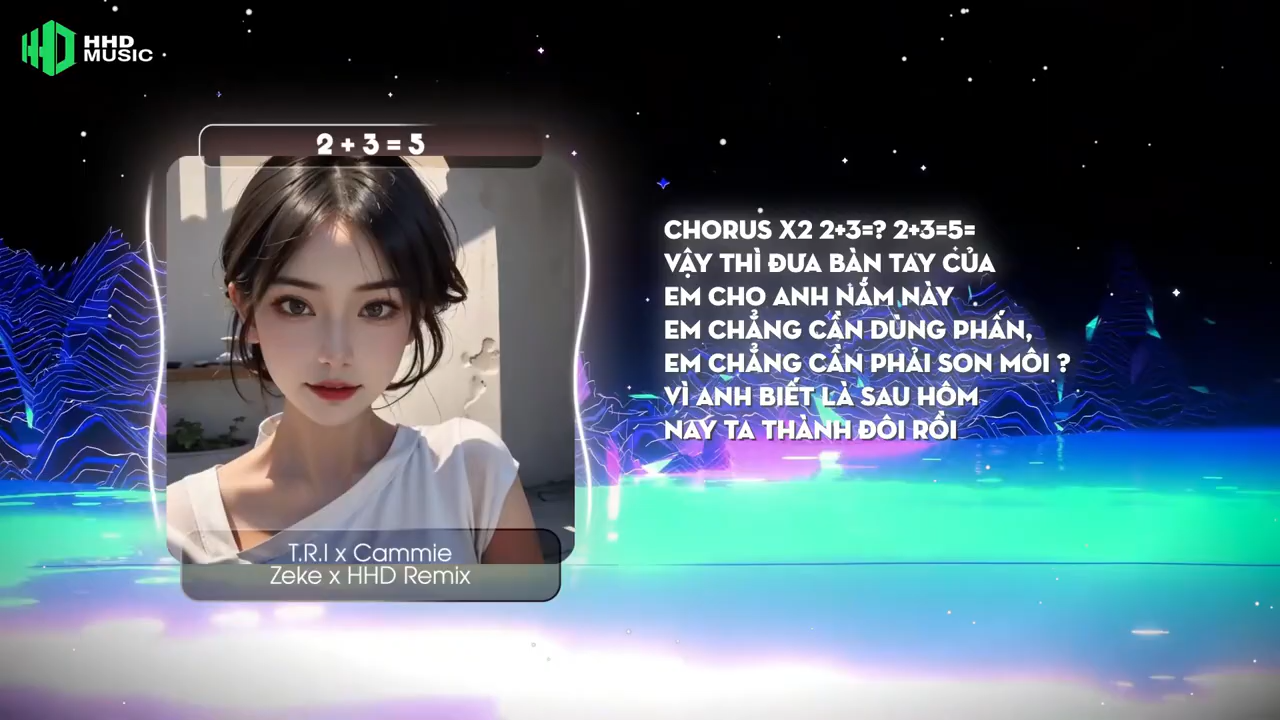 HHD
MUSIC
2 + 3 = 5
T.R.I x Cammie
Zeke x HHD Remix
CHORUS X2 2+3=? 2+3=5=
VẬY THÌ ĐƯA BÀN TAY CỦA
EM CHO ANH NẮM NÀY
EM CHẲNG CẦN DÙNG PHẤN,
EM CHẲNG CẦN PHẢI SON MÔI ?
VÌ ANH BIẾT LÀ SAU HÔM
NAY TA THÀNH ĐÔI RỒI